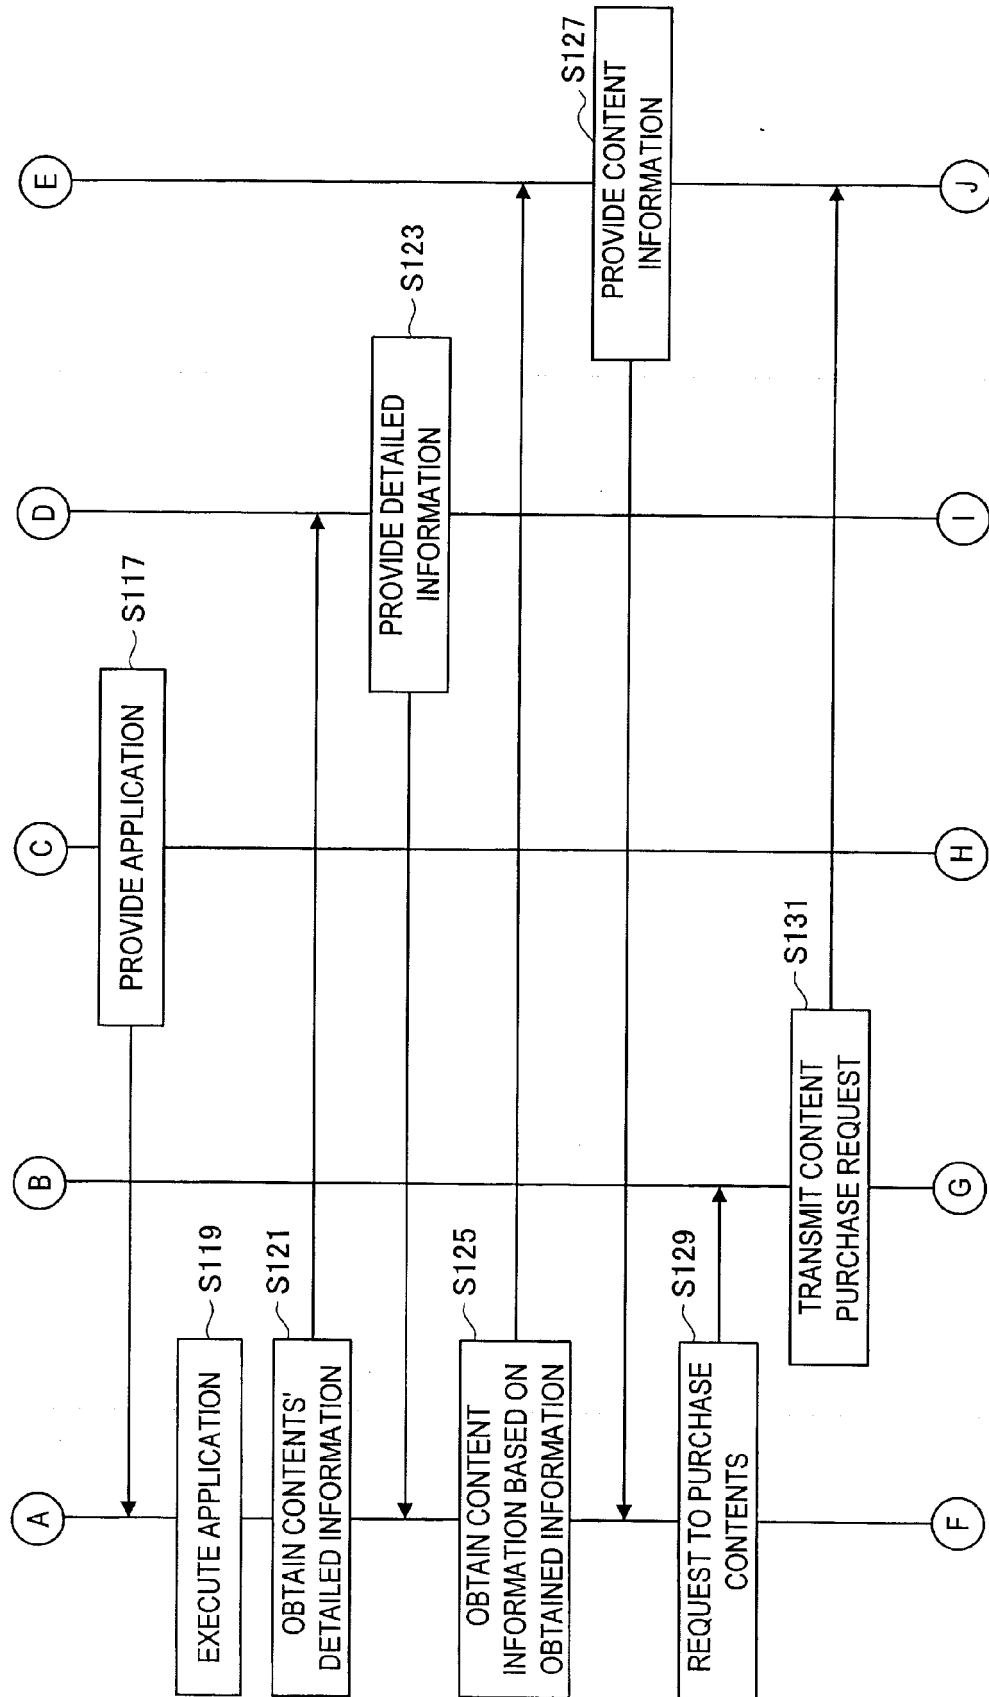 A
B
C
D
E
PROVIDE APPLICATION
S117
EXECUTE APPLICATION
S119
OBTAIN CONTENTS'
DETAILED INFORMATION
S121
PROVIDE DETAILED
INFORMATION
S123
OBTAIN CONTENT
INFORMATION BASED ON
OBTAINED INFORMATION
S125
PROVIDE CONTENT
INFORMATION
S127
REQUEST TO PURCHASE
CONTENTS
S129
TRANSMIT CONTENT
PURCHASE REQUEST
S131
F
G
H
I
J